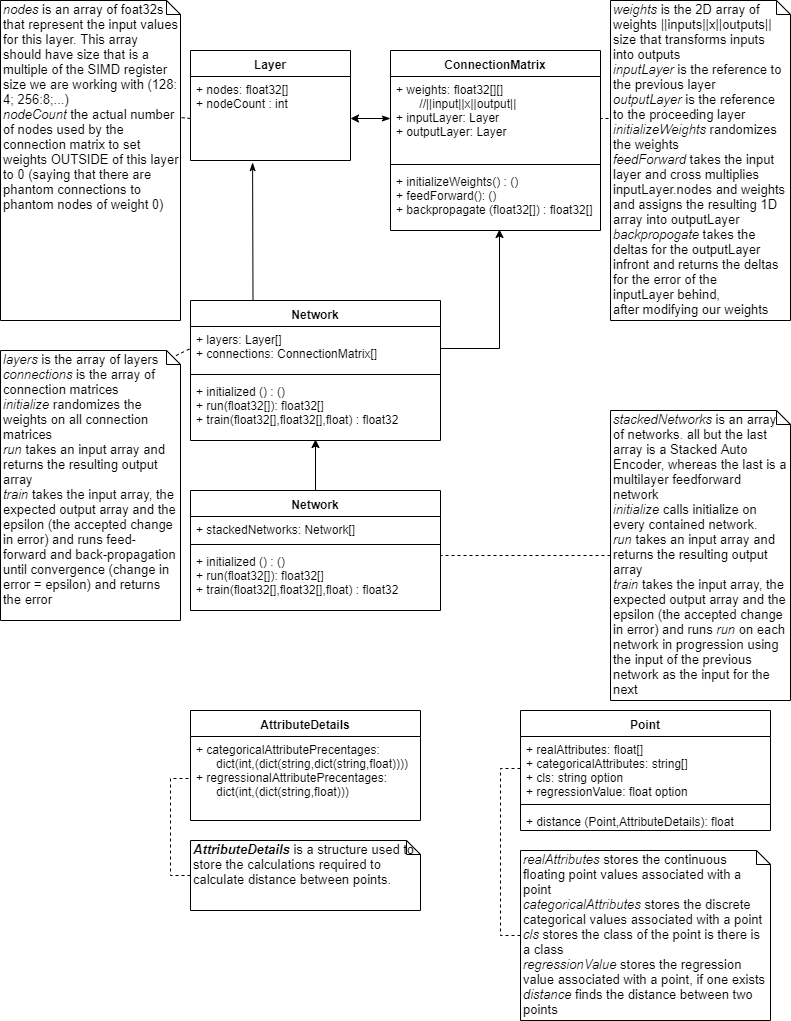 nodes is an array of foat32s
that represent the input values
for this layer. This array
should have size that is a
multiple of the SIMD register
size we are working with (128:
4; 256:8;...)
nodeCount the actual number
of nodes used by the
connection matrix to set
weights OUTSIDE of this layer
to 0 (saying that there are
phantom connections to
phantom nodes of weight 0)
Layer
+ nodes: float32[]
+ nodeCount : int
ConnectionMatrix
+ weights: float32[][]
//||input||x||output||
+ inputLayer: Layer
+ outputLayer: Layer
+ initializeWeights() : ()
+ feedForward(): ()
+ backpropagate (float32[]) : float32[]
weights is the 2D array of
weights ||inputs||x||outputs||
size that transforms inputs
into outputs
inputLayer is the reference to
the previous layer
outputLayer is the reference
to the proceeding layer
initializeWeights randomizes
the weights
feedForward takes the input
layer and cross multiplies
inputLayer.nodes and weights
and assigns the resulting 1D
array into outputLayer
backpropogate takes the
deltas for the outputLayer
infront and returns the deltas
for the error of the
inputLayer behind,
after modifying our weights
Network
+ layers: Layer[]
+ connections: ConnectionMatrix[]
+ initialized () : ()
+ run(float32[]): float32[]
+ train(float32[],float32[],float) : float32
layers is the array of layers
connections is the array of
connection matrices
initialize randomizes the
weights on all connection
matrices
run takes an input array and
returns the resulting output
array
train takes the input array, the
expected output array and the
epsilon (the accepted change
in error) and runs feed-
forward and back-propagation
until convergence (change in
error = epsilon) and returns
the error
Network
+ stackedNetworks: Network[]
+ initialized () : ()
+ run(float32[]): float32[]
+ train(float32[],float32[],float) : float32
stackedNetworks is an array
of networks. all but the last
array is a Stacked Auto
Encoder, whereas the last is a
multilayer feedforward
network
initialize calls initialize on
every contained network.
run takes an input array and
returns the resulting output
array
train takes the input array, the
expected output array and the
epsilon (the accepted change
in error) and runs run on each
network in progression using
the input of the previous
network as the input for the
next
AttributeDetails
+ categoricalAttributePrecentages:
dict(int,(dict(string,dict(string,float))))
+ regressionalAttributePrecentages:
dict(int,(dict(string,float)))
AttributeDetails is a structure used to
store the calculations required to
calculate distance between points.
Point
+ realAttributes: float[]
+ categoricalAttributes: string[]
+ cls: string option
+ regressionValue: float option
+ distance (Point,AttributeDetails): float
realAttributes stores the continuous
floating point values associated with a
point
categoricalAttributes stores the discrete
categorical values associated with a point
cls stores the class of the point is there is
a class
regressionValue stores the regression
value associated with a point, if one exists
distance finds the distance between two
points